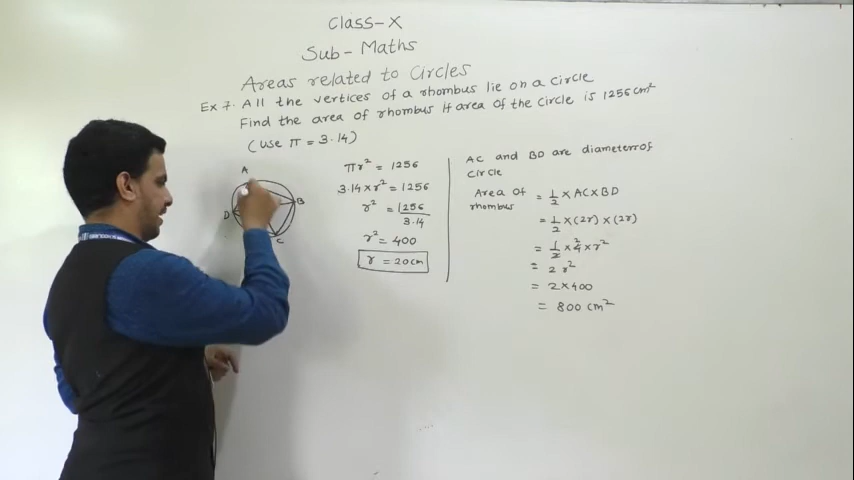 Class-X
Sub-Maths
Areas related to Circles
Ex 7. All the vertices of a rhombus lie on a circle
Find the area of rhombus If area of the circle is 1256 cm²
(use π = 3.14)
A
B
C
D
πr² = 1256
3.14 × r² = 1256
r² = 1256
3.14
r² = 400
r = 20cm
AC and BD are diameter of
circle
Area of rhombus = 1/2 × AC × BD
= 1/2 × (2r) × (2r)
= 1/2 × 4 2 × r²
= 2 r²
= 2 × 400
= 800 cm²